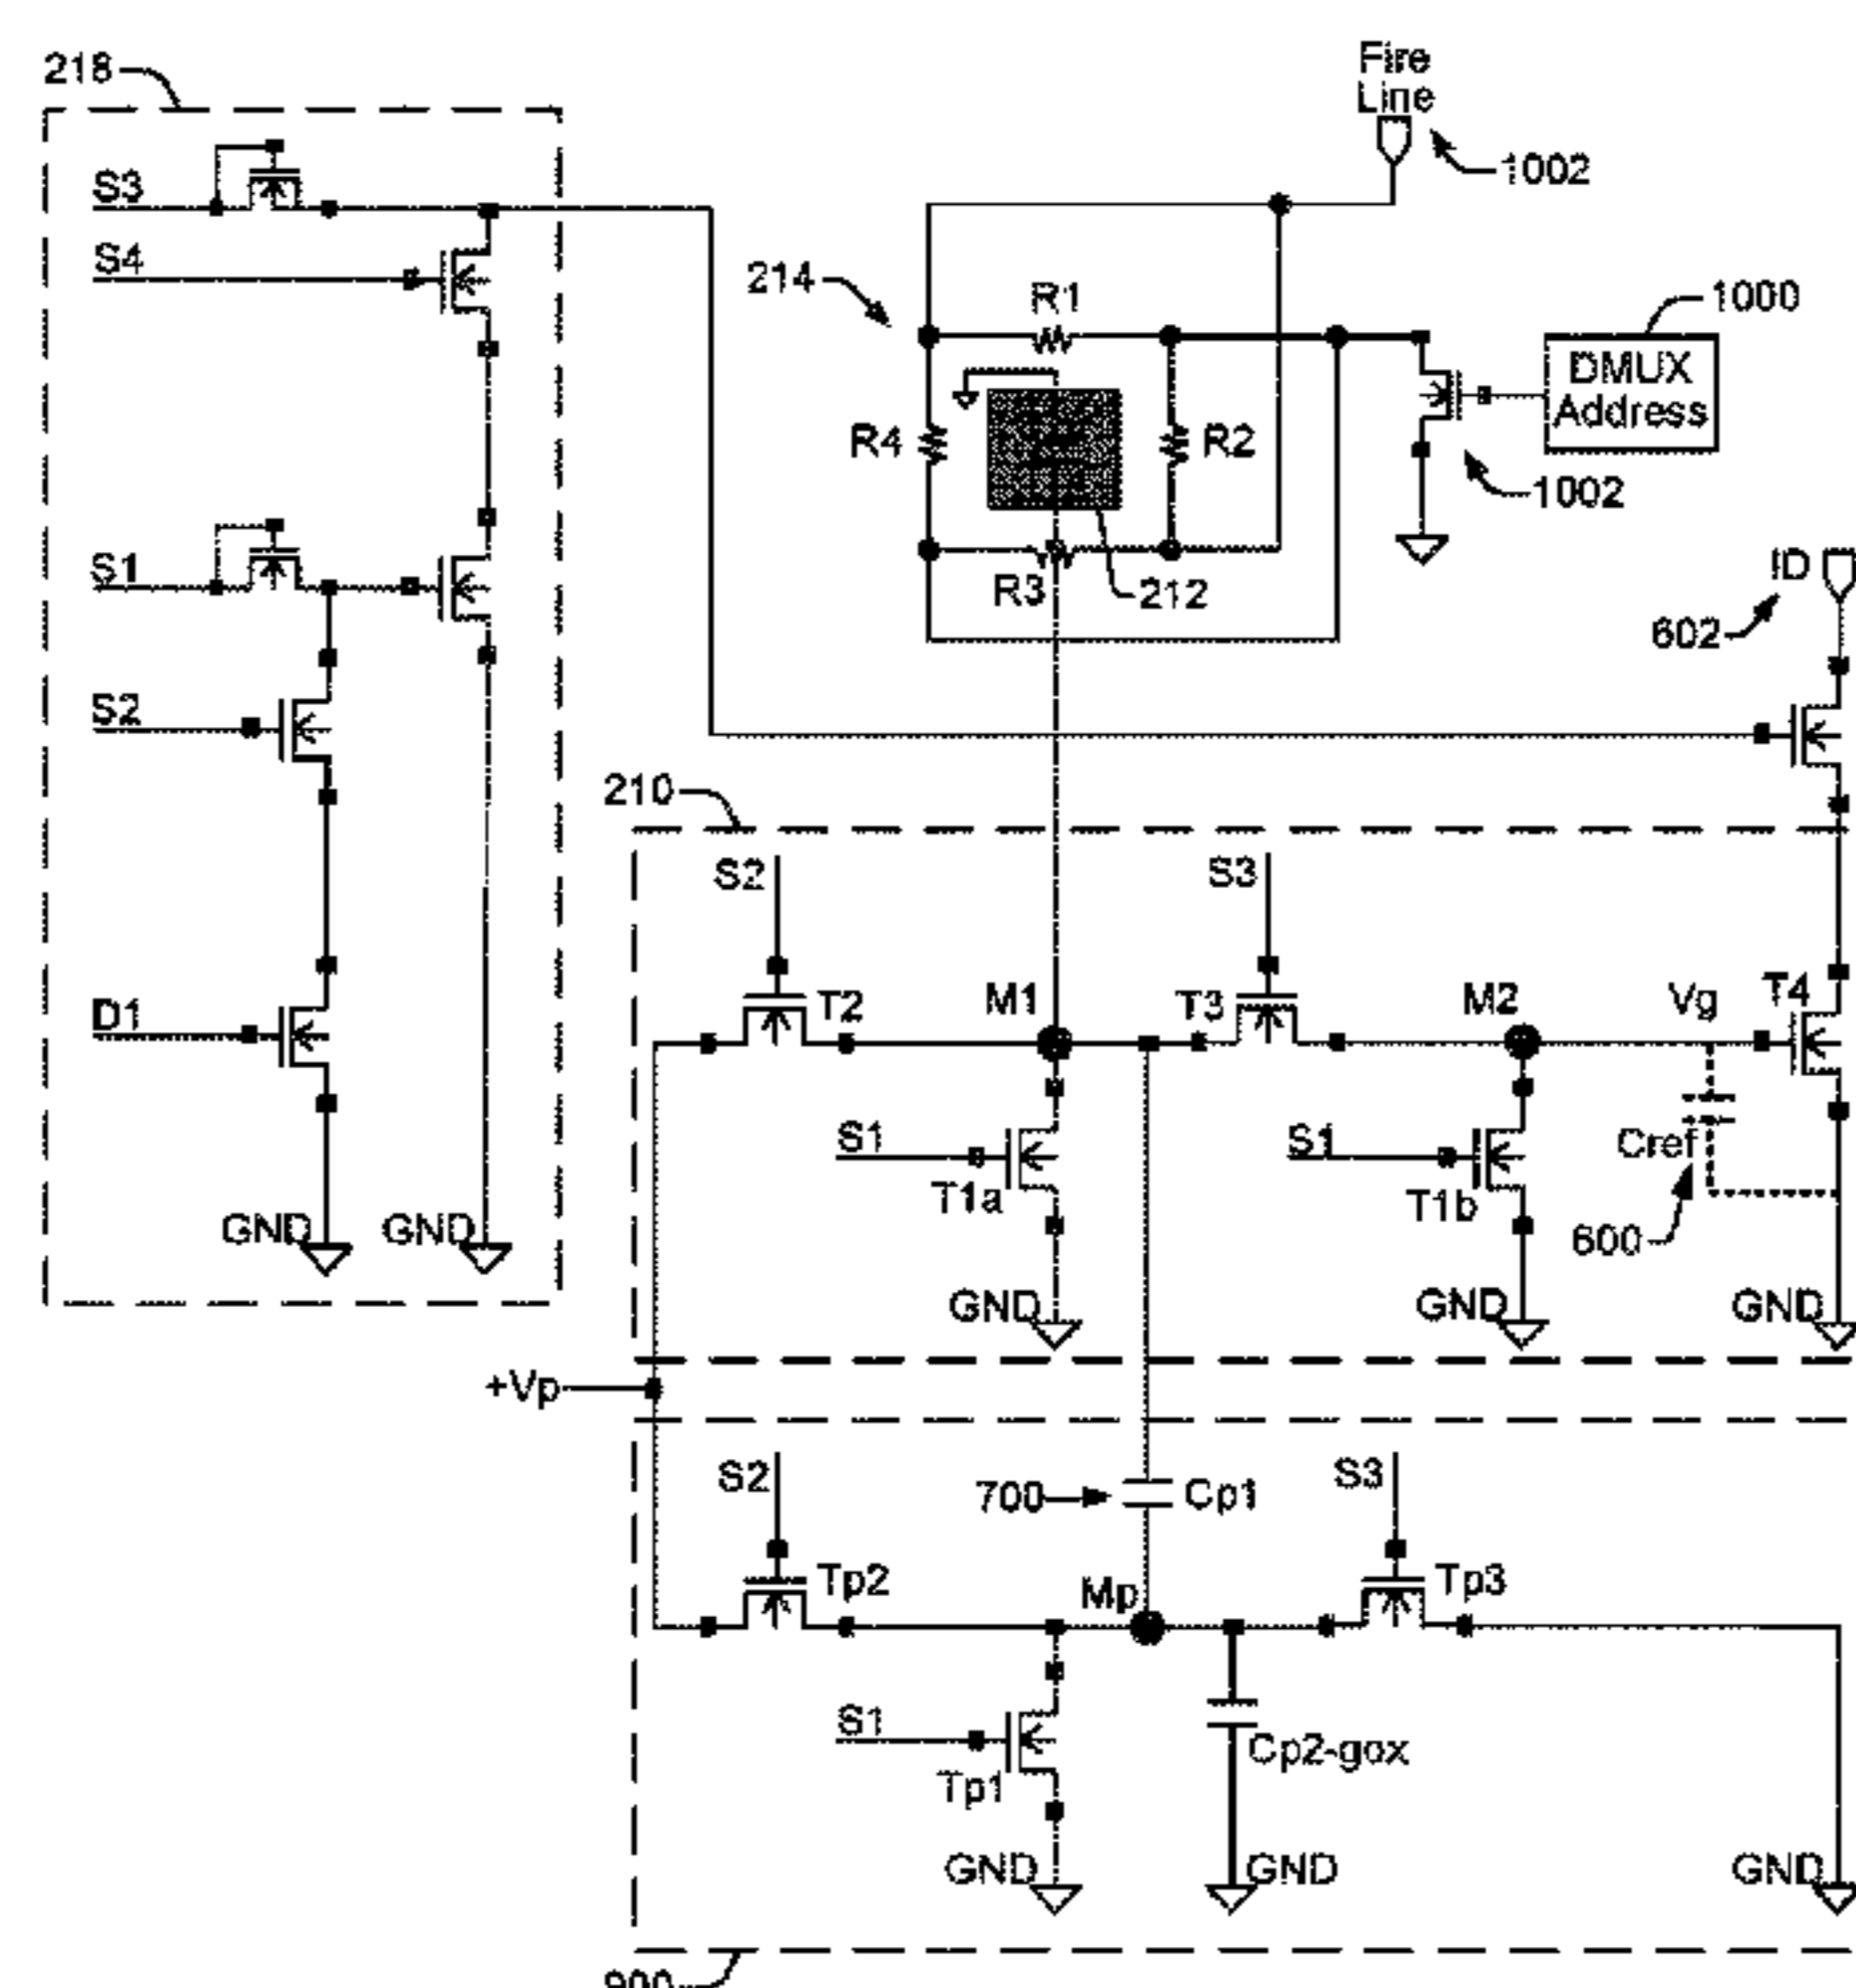 218
Fire
Line
1002
S3
S4
214
R1
1000
DMUX
Address
R4
R2
1002
S1
R3
212
ID
602
S2
210
S2
S3
D1
T2
M1
T3
M2
Vg
T4
S1
T1a
S1
T1b
Cref
600
GND
GND
GND
GND
GND
+Vp
S2
700
Cp1
S3
Tp2
Mp
Tp3
S1
Tp1
Cp2-gox
GND
GND
GND
900